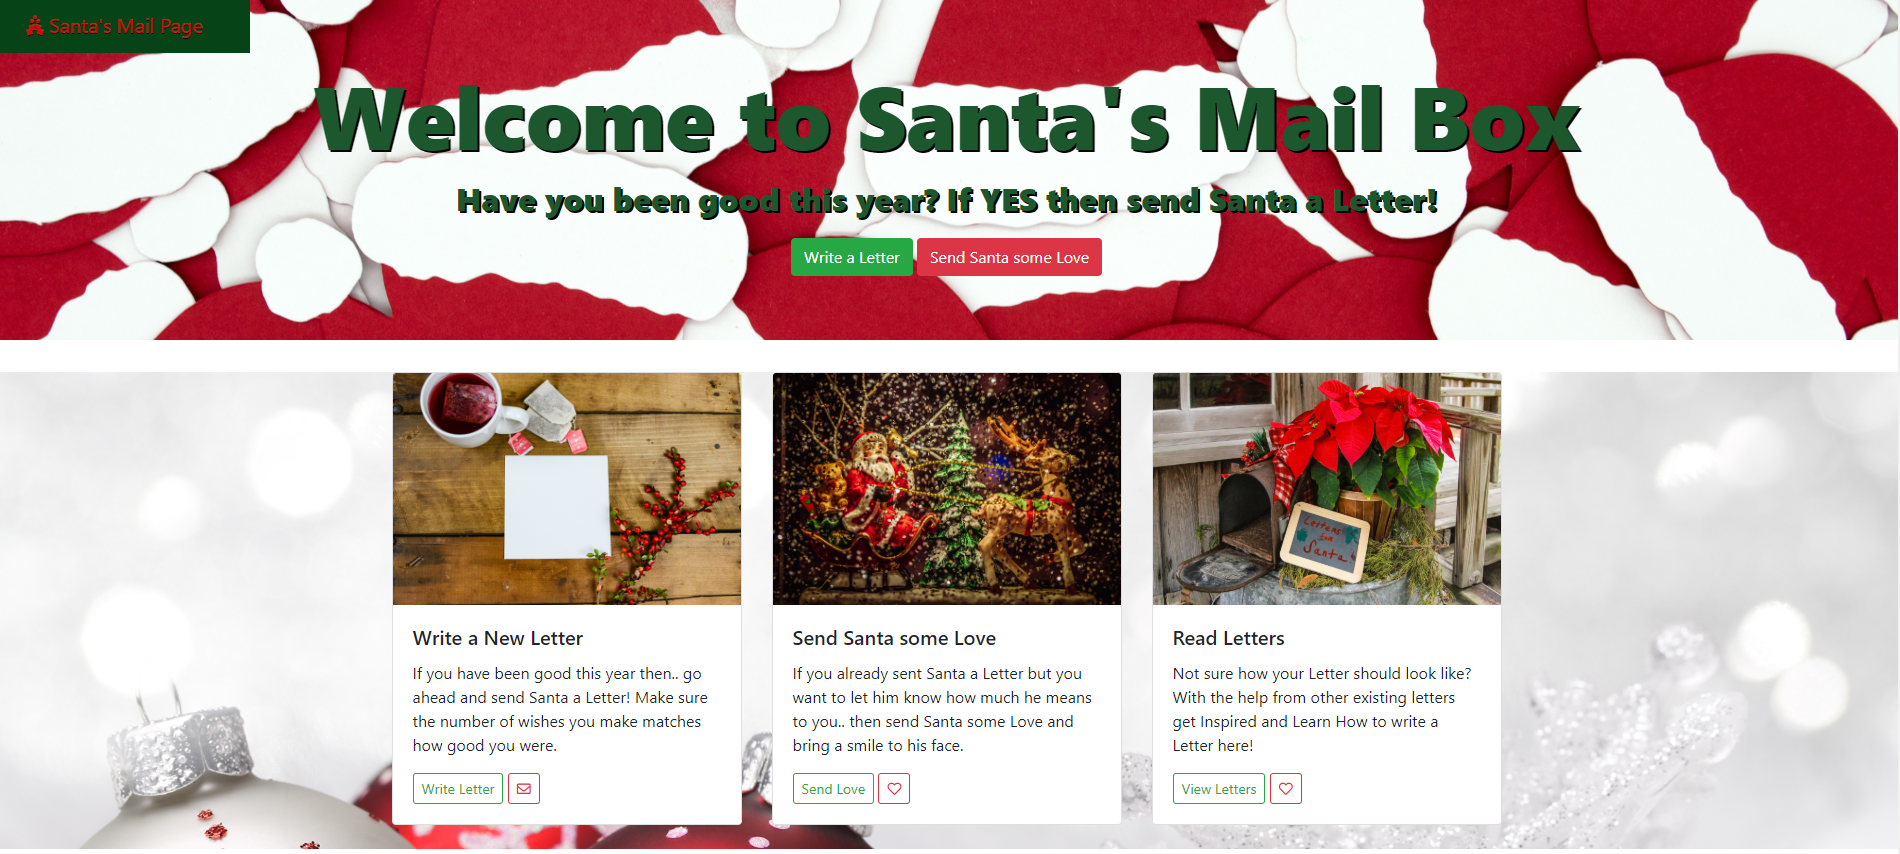 Santa's Mail Page
Welcome to Santa's Mail Box
Have you been good this year? If YES then send Santa a Letter!
Write a Letter
Send Santa some Love
Letters
for
Santa
Write a New Letter
If you have been good this year then.. go
ahead and send Santa a Letter! Make sure
the number of wishes you make matches
how good you were.
Write Letter
Send Santa some Love
If you already sent Santa a Letter but you
want to let him know how much he means
to you.. then send Santa some Love and
bring a smile to his face.
Send Love
Read Letters
Not sure how your Letter should look like?
With the help from other existing letters
get Inspired and Learn How to write a
Letter here!
View Letters